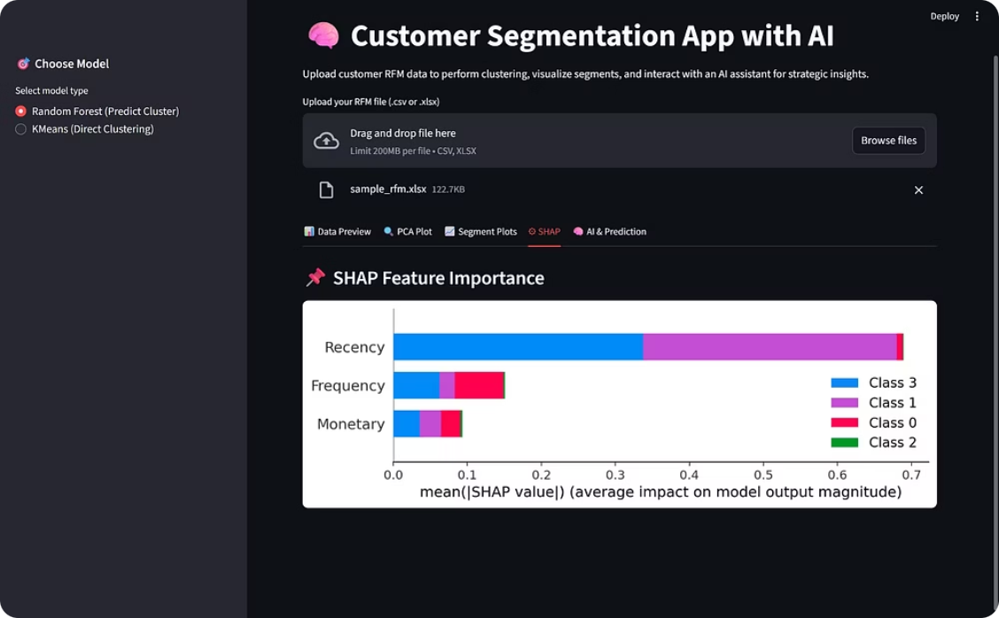 Deploy
🧠 Customer Segmentation App with AI
Upload customer RFM data to perform clustering, visualize segments, and interact with an AI assistant for strategic insights.
🎯 Choose Model
Select model type
Random Forest (Predict Cluster)
KMeans (Direct Clustering)
Upload your RFM file (.csv or .xlsx)
Drag and drop file here
Limit 200MB per file • CSV, XLSX
Browse files
sample_rfm.xlsx 122.7KB
📊 Data Preview 🔍 PCA Plot 📈 Segment Plots ⚙ SHAP 🧠 AI & Prediction
📌 SHAP Feature Importance
Recency
Frequency
Monetary
Class 3
Class 1
Class 0
Class 2
0.0 0.1 0.2 0.3 0.4 0.5 0.6 0.7
mean(|SHAP value|) (average impact on model output magnitude)